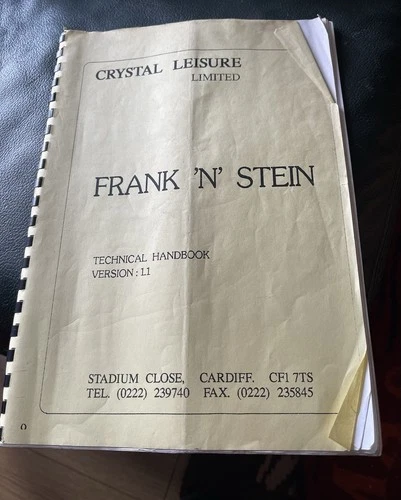 CRYSTAL LEISURE
LIMITED
FRANK 'N' STEIN
TECHNICAL HANDBOOK
VERSION : 1.1
STADIUM CLOSE, CARDIFF. CF1 7TS
TEL. (0222) 239740 FAX. (0222) 235845